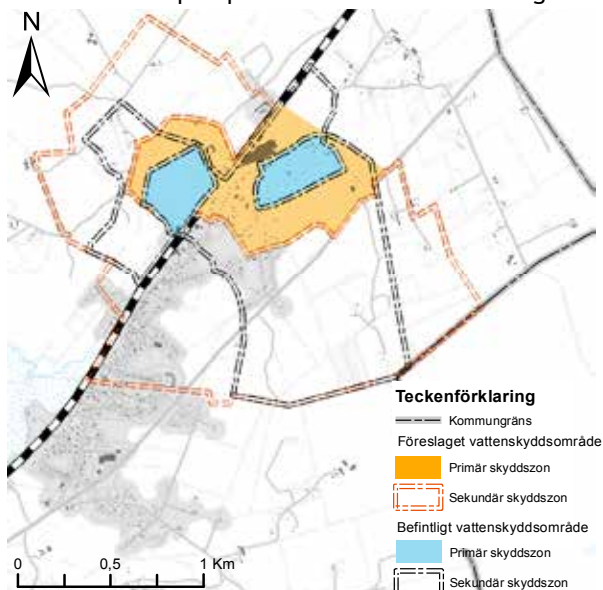 N
Teckenförklaring
Kommungräns
Föreslaget vattenskyddsområde
Primär skyddszon
Sekundär skyddszon
Befintligt vattenskyddsområde
Primär skyddszon
Sekundär skyddszon
0 0,5 1 Km